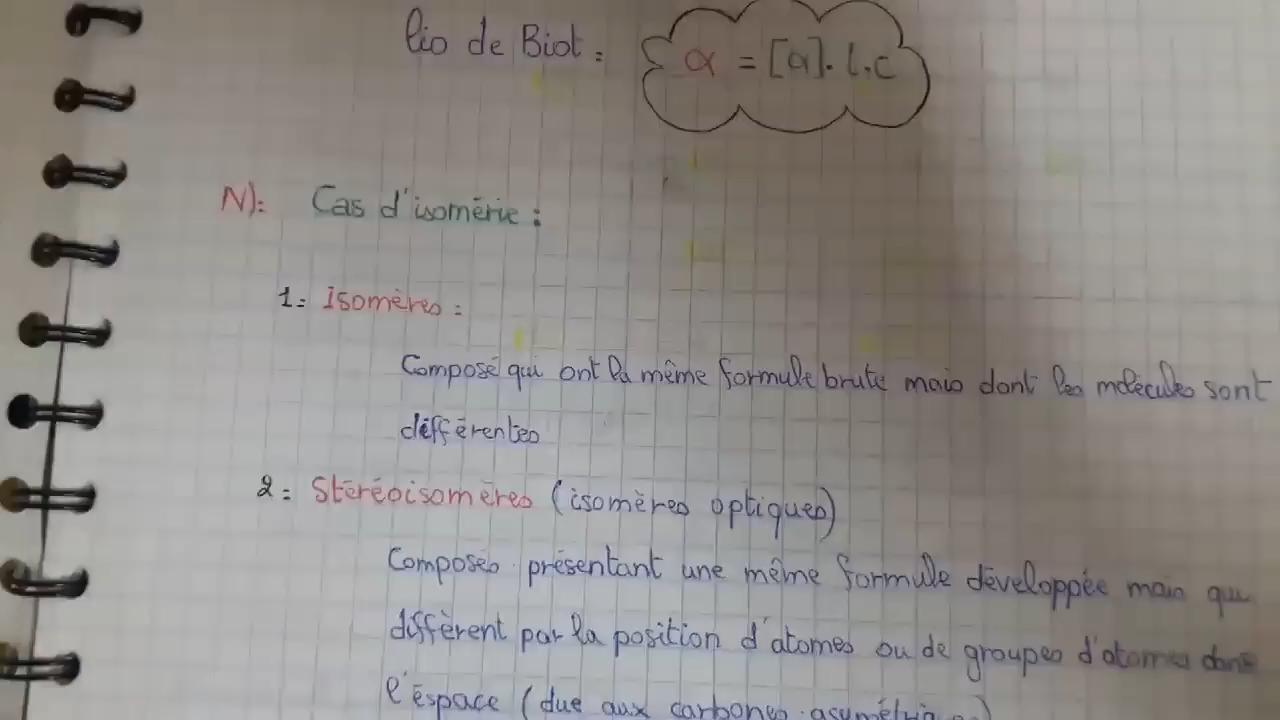 lio de Biot : α = [α]. l. c
N): Cas d'isomérie :
1: Isomères :
Composé qui ont la même formule brute mais dont les molécules sont
différentes
2: Stéréoisomères (isomères optiques)
Composés présentant une même formule développée mais qui
diffèrent par la position d'atomes ou de groupes d'atomes dans
l'éspace (due aux carbones